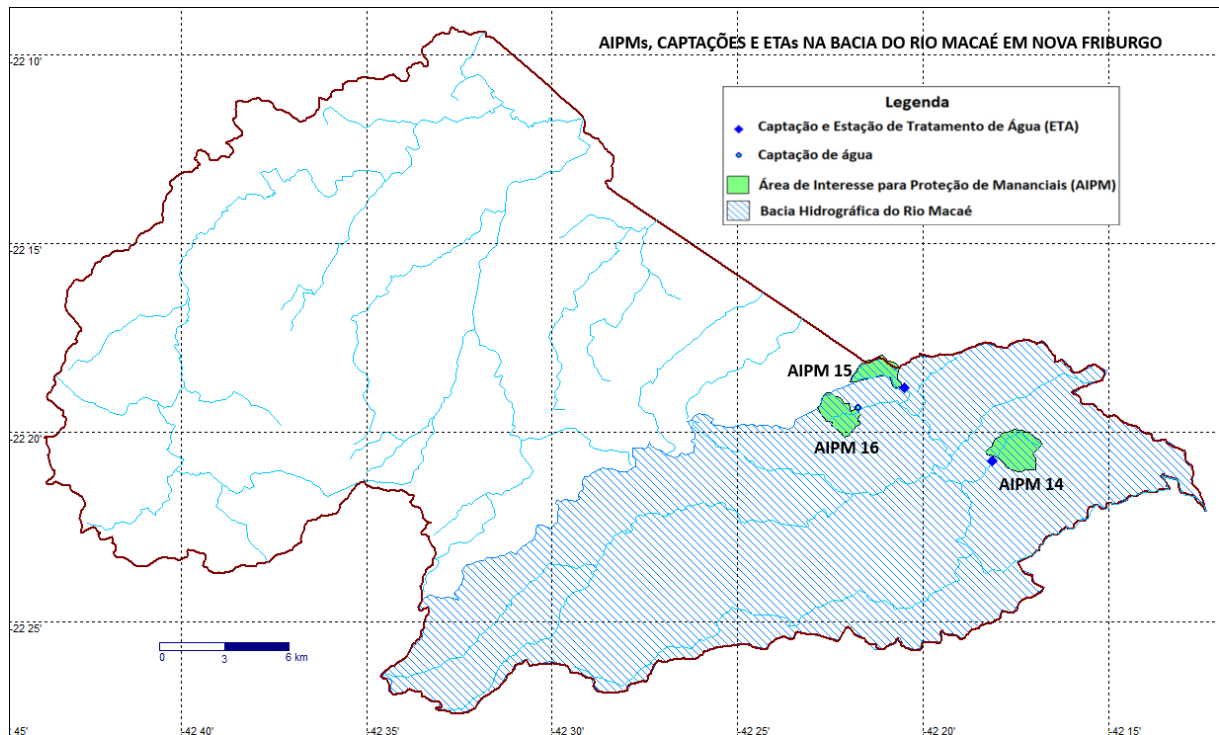 AIPMs, CAPTAÇÕES E ETAs NA BACIA DO RIO MACAÉ EM NOVA FRIBURGO
-22 10'
Legenda
Captação e Estação de Tratamento de Água (ETA)
Captação de água
Área de Interesse para Proteção de Mananciais (AIPM)
Bacia Hidrográfica do Rio Macaé
-22 15'
AIPM 15
-22 20'
AIPM 16
AIPM 14
-22 25'
0 3 6 km
45' -42 40' -42 35' -42 30' -42 25' -42 20' -42 15'